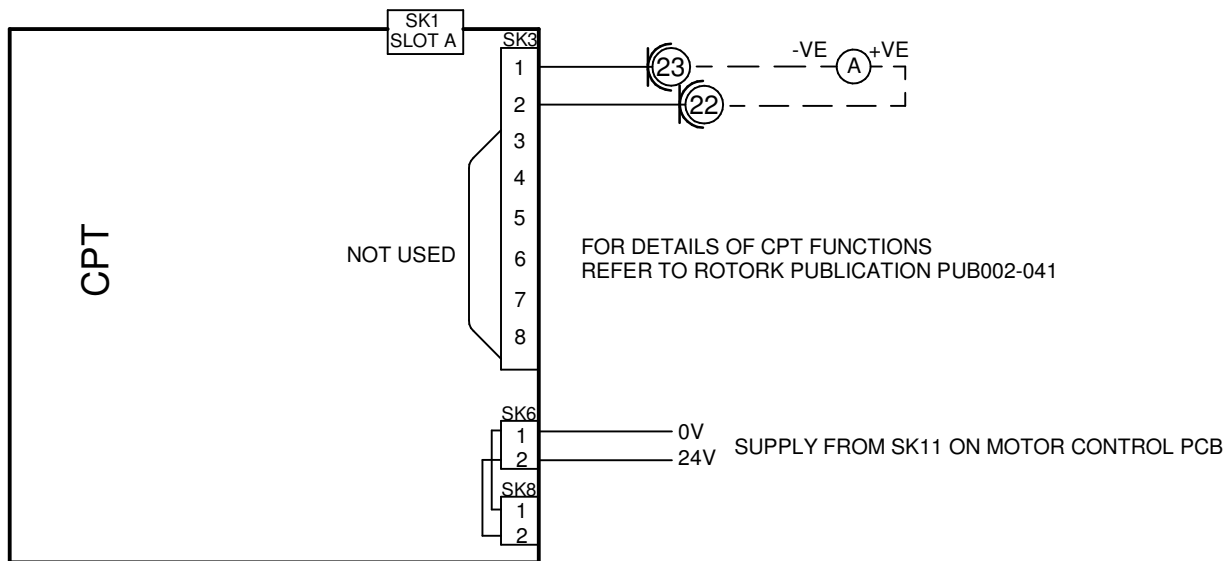 SK1
SLOT A
SK3
1
2
3
4
5
6
7
8
23
22
-VE
A
+VE
CPT
NOT USED
FOR DETAILS OF CPT FUNCTIONS
REFER TO ROTORK PUBLICATION PUB002-041
SK6
1
2
0V
24V
SUPPLY FROM SK11 ON MOTOR CONTROL PCB
SK8
1
2